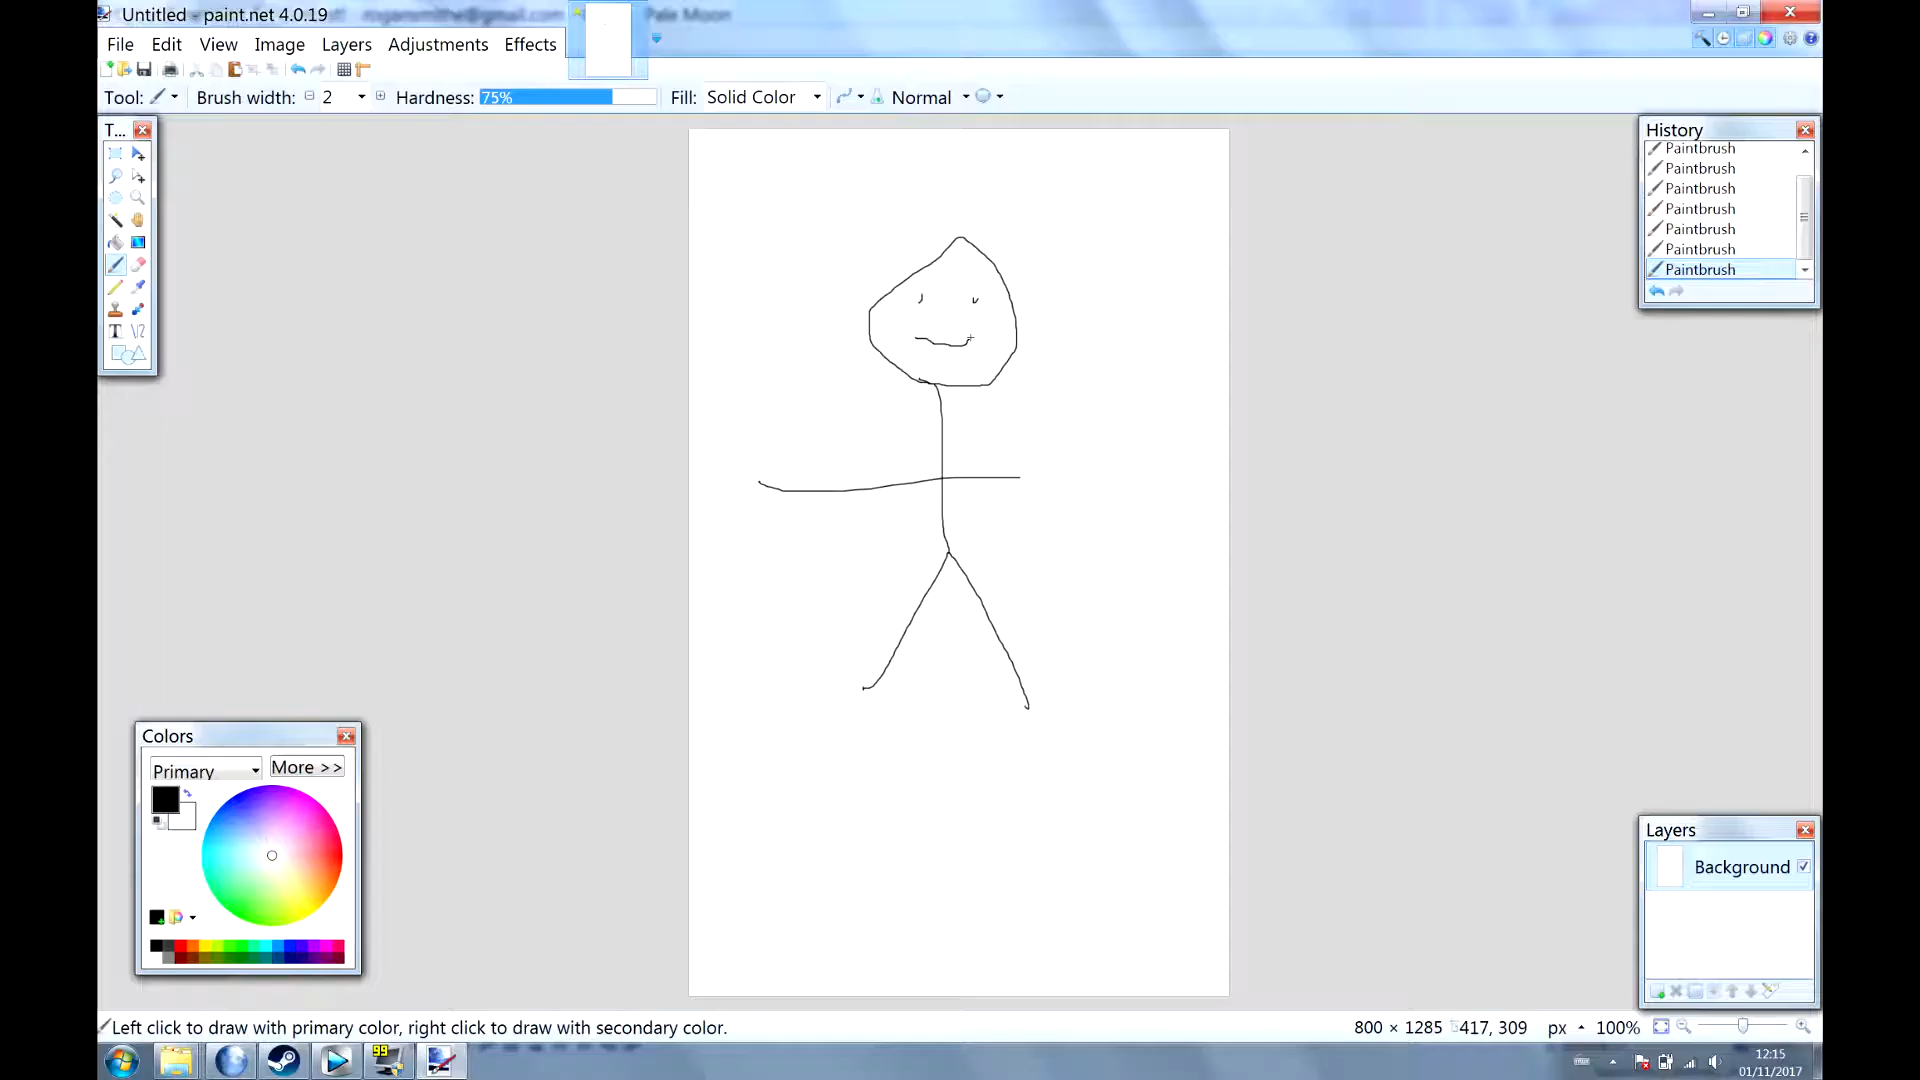 Untitled - paint.net 4.0.19
Pale Moon
File Edit View Image Layers Adjustments Effects
Tool: Brush width: 2 Hardness: 75% Fill: Solid Color Normal
T...
History
Paintbrush
Paintbrush
Paintbrush
Paintbrush
Paintbrush
Paintbrush
Paintbrush
Colors
Primary More >>
Layers
Background
Left click to draw with primary color, right click to draw with secondary color.
800 × 1285 417, 309 px 100%
99
12:15
01/11/2017